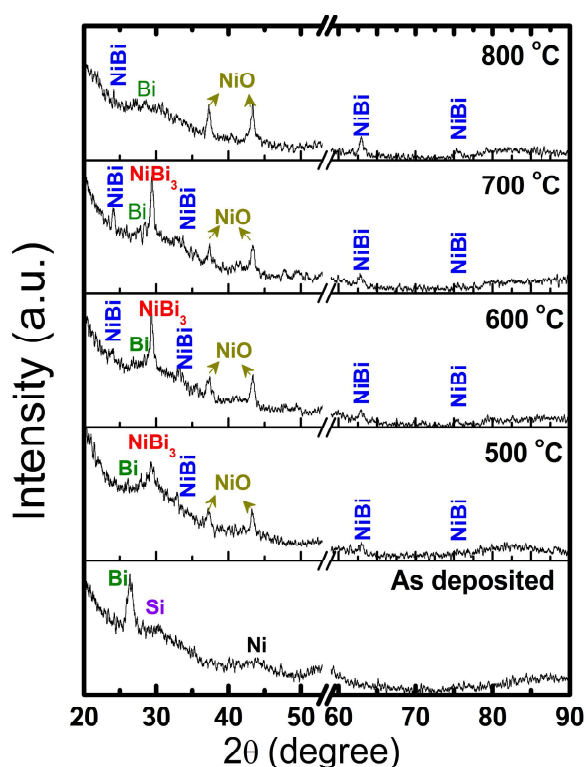 Intensity (a.u.)
800 °C
NiBi
Bi
NiO
NiBi
NiBi
700 °C
NiBi
Bi
NiBi₃
NiBi
NiO
NiBi
NiBi
600 °C
NiBi
Bi
NiBi₃
NiBi
NiO
NiBi
NiBi
500 °C
Bi
NiBi₃
NiBi
NiO
NiBi
NiBi
As deposited
Bi
Si
Ni
20 30 40 50 60 70 80 90
2θ (degree)